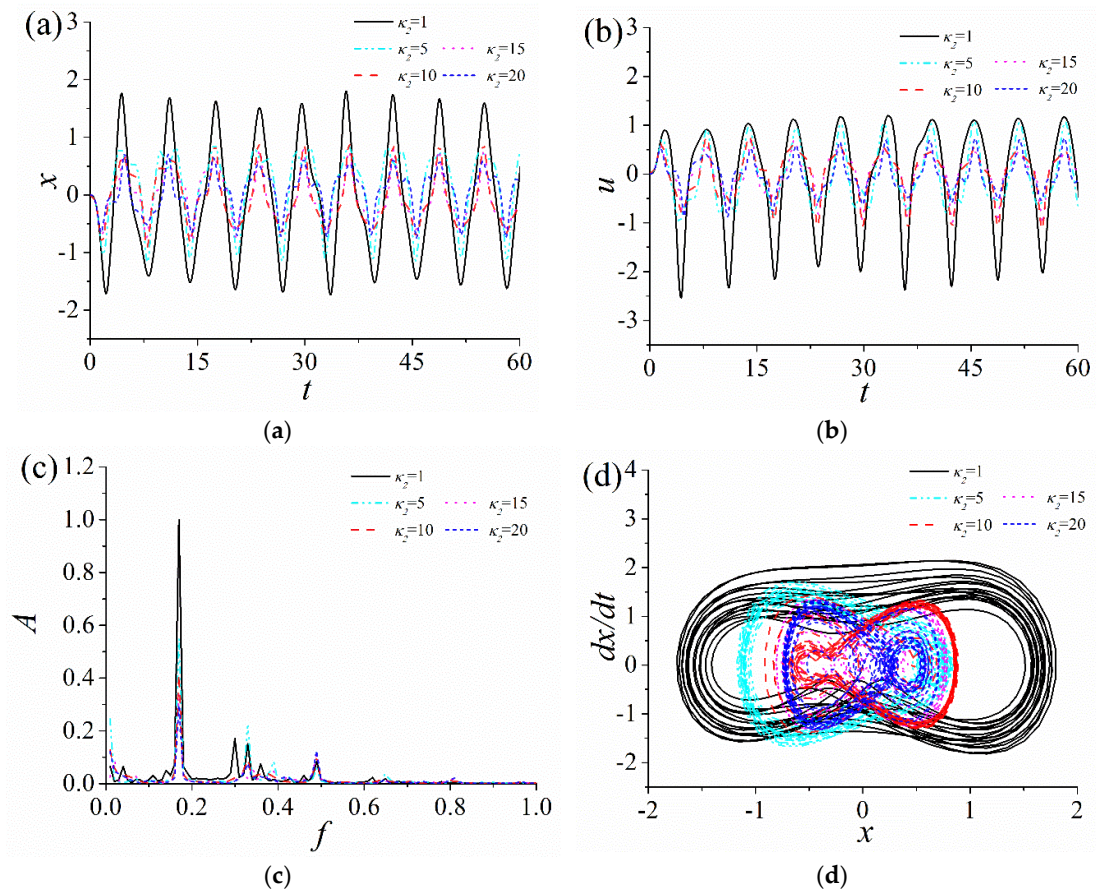 (a)
κ₂=1
κ₂=5 κ₂=15
κ₂=10 κ₂=20
3
2
1
0
-1
-2
x
0 15 30 45 60
t
(a)
(b)
κ₂=1
κ₂=5 κ₂=15
κ₂=10 κ₂=20
3
2
1
0
-1
-2
-3
u
0 15 30 45 60
t
(b)
(c)
κ₂=1
κ₂=5 κ₂=15
κ₂=10 κ₂=20
1.2
1.0
0.8
0.6
0.4
0.2
0.0
A
0.0 0.2 0.4 0.6 0.8 1.0
f
(c)
(d)
κ₂=1
κ₂=5 κ₂=15
κ₂=10 κ₂=20
4
3
2
1
0
-1
-2
dx/dt
-2 -1 0 1 2
x
(d)